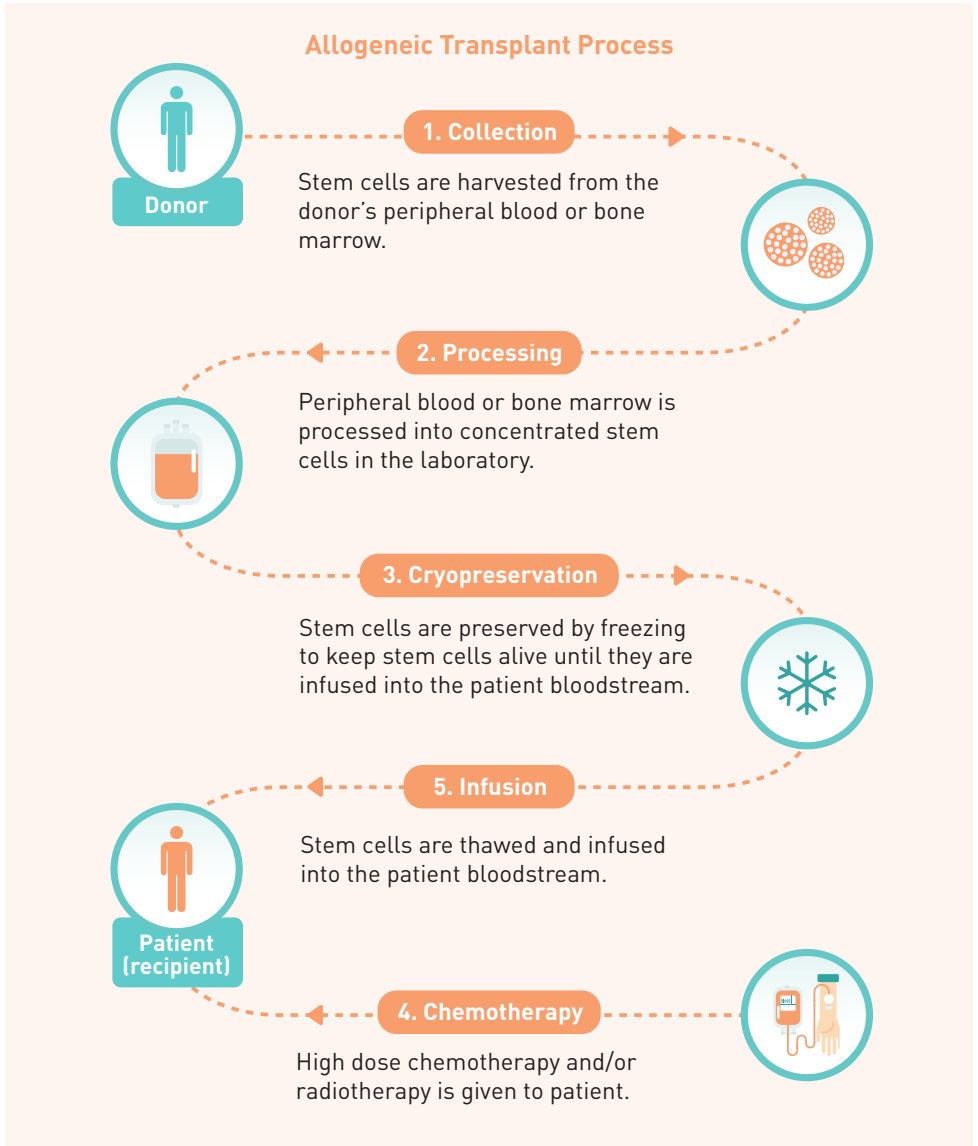 Allogeneic Transplant Process
Donor
1. Collection
Stem cells are harvested from the
donor’s peripheral blood or bone
marrow.
2. Processing
Peripheral blood or bone marrow is
processed into concentrated stem
cells in the laboratory.
3. Cryopreservation
Stem cells are preserved by freezing
to keep stem cells alive until they are
infused into the patient bloodstream.
5. Infusion
Stem cells are thawed and infused
into the patient bloodstream.
Patient
(recipient)
4. Chemotherapy
High dose chemotherapy and/or
radiotherapy is given to patient.